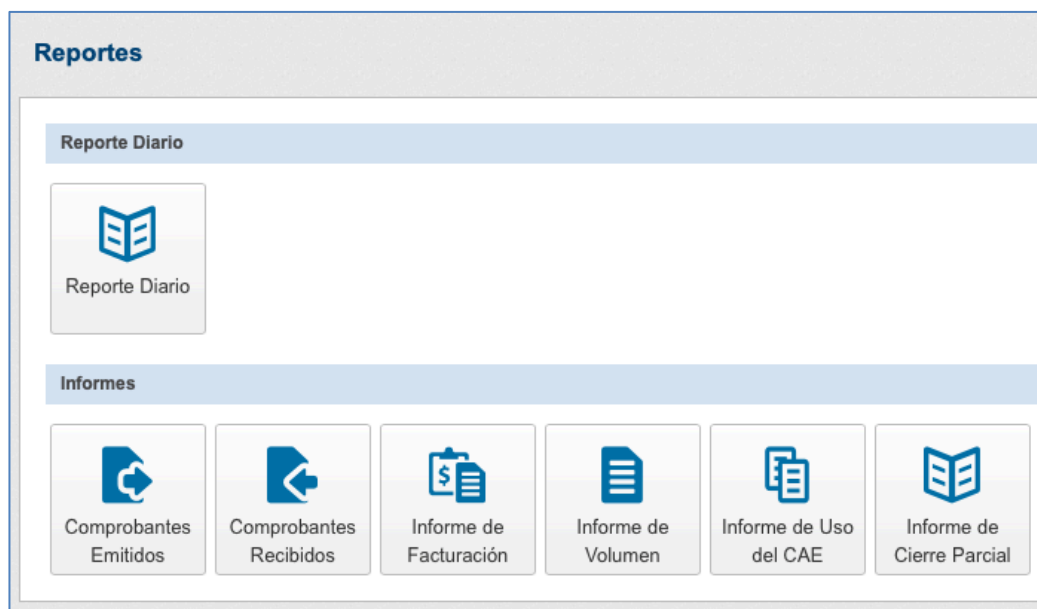 Reportes
Reporte Diario
Reporte Diario
Informes
Comprobantes
Emitidos
Comprobantes
Recibidos
$
Informe de
Facturación
Informe de
Volumen
Informe de Uso
del CAE
Informe de
Cierre Parcial